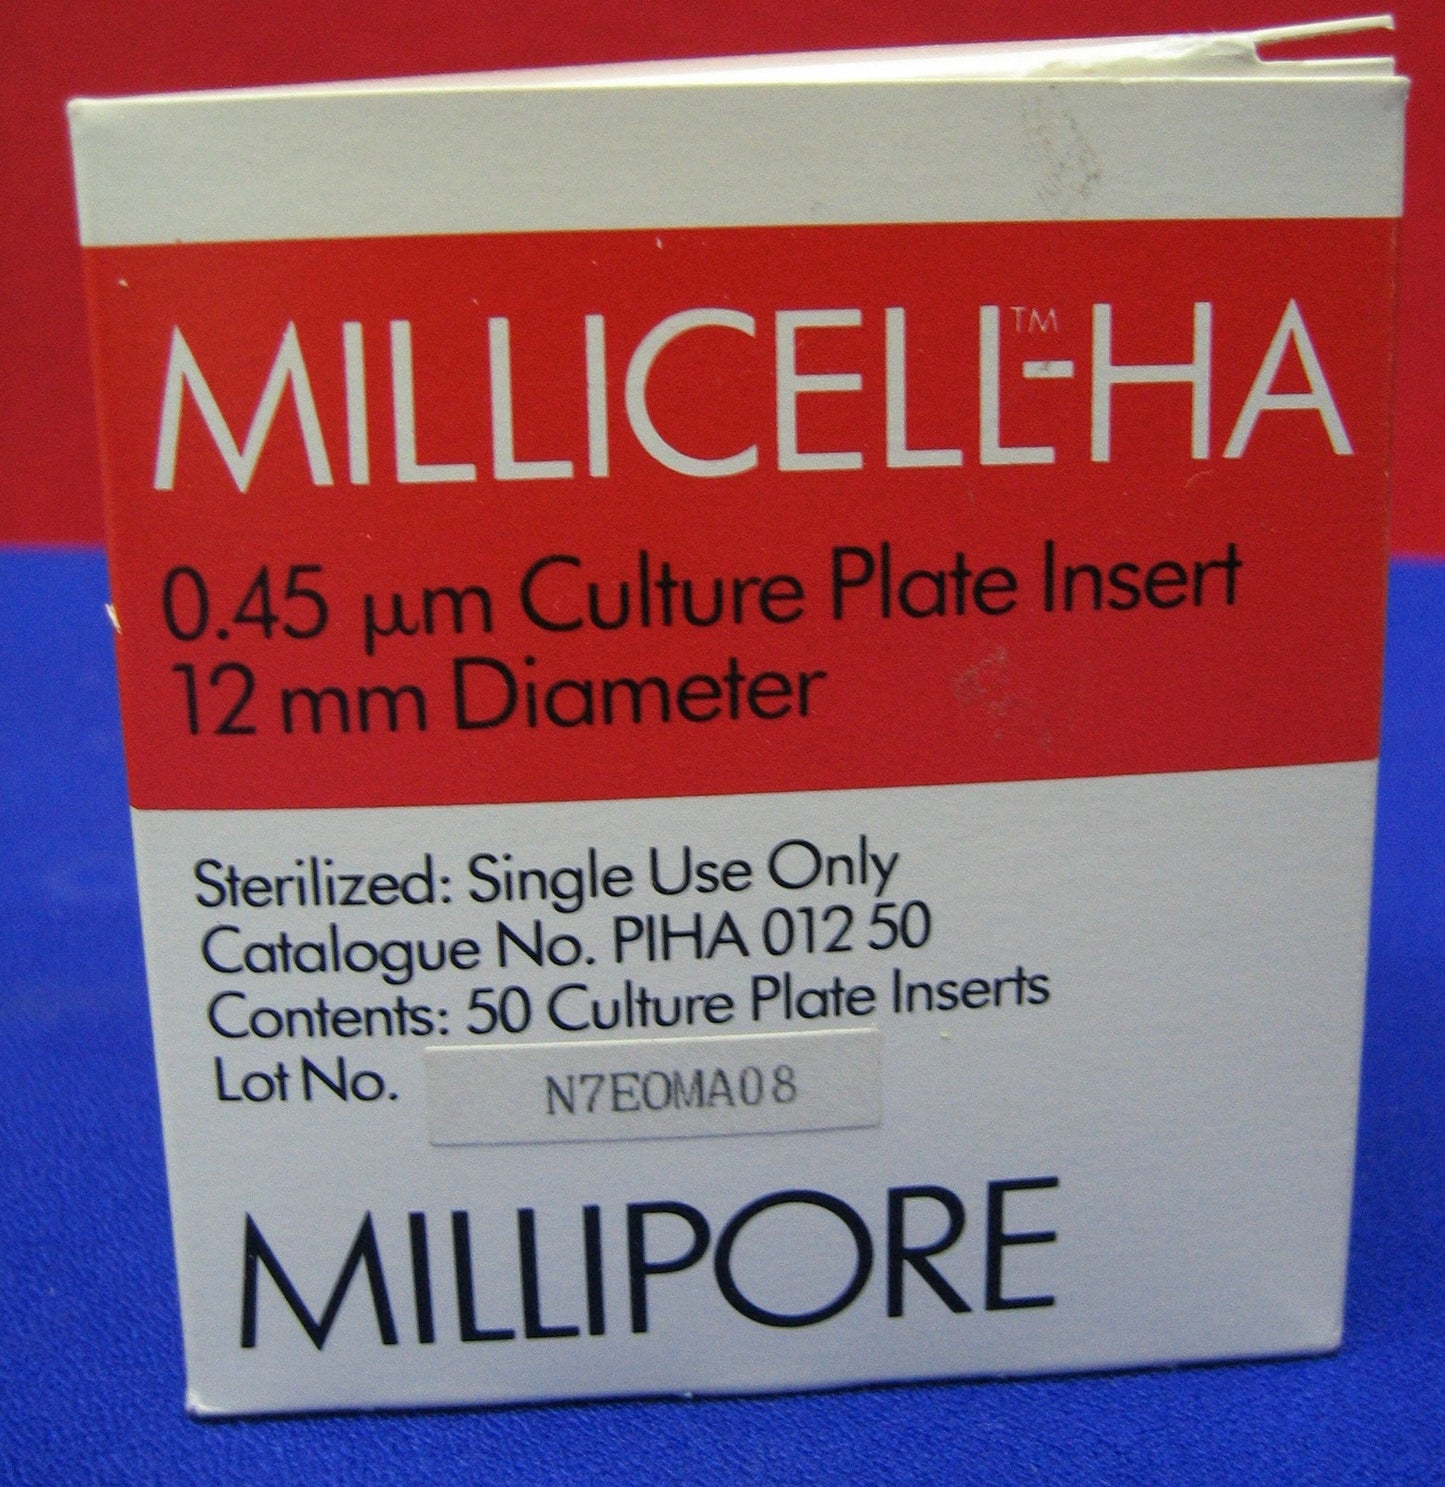 MILLICELL™-HA
0.45 µm Culture Plate Insert
12 mm Diameter
Sterilized: Single Use Only
Catalogue No. PIHA 012 50
Contents: 50 Culture Plate Inserts
Lot No. N7EOMA08
MILLIPORE